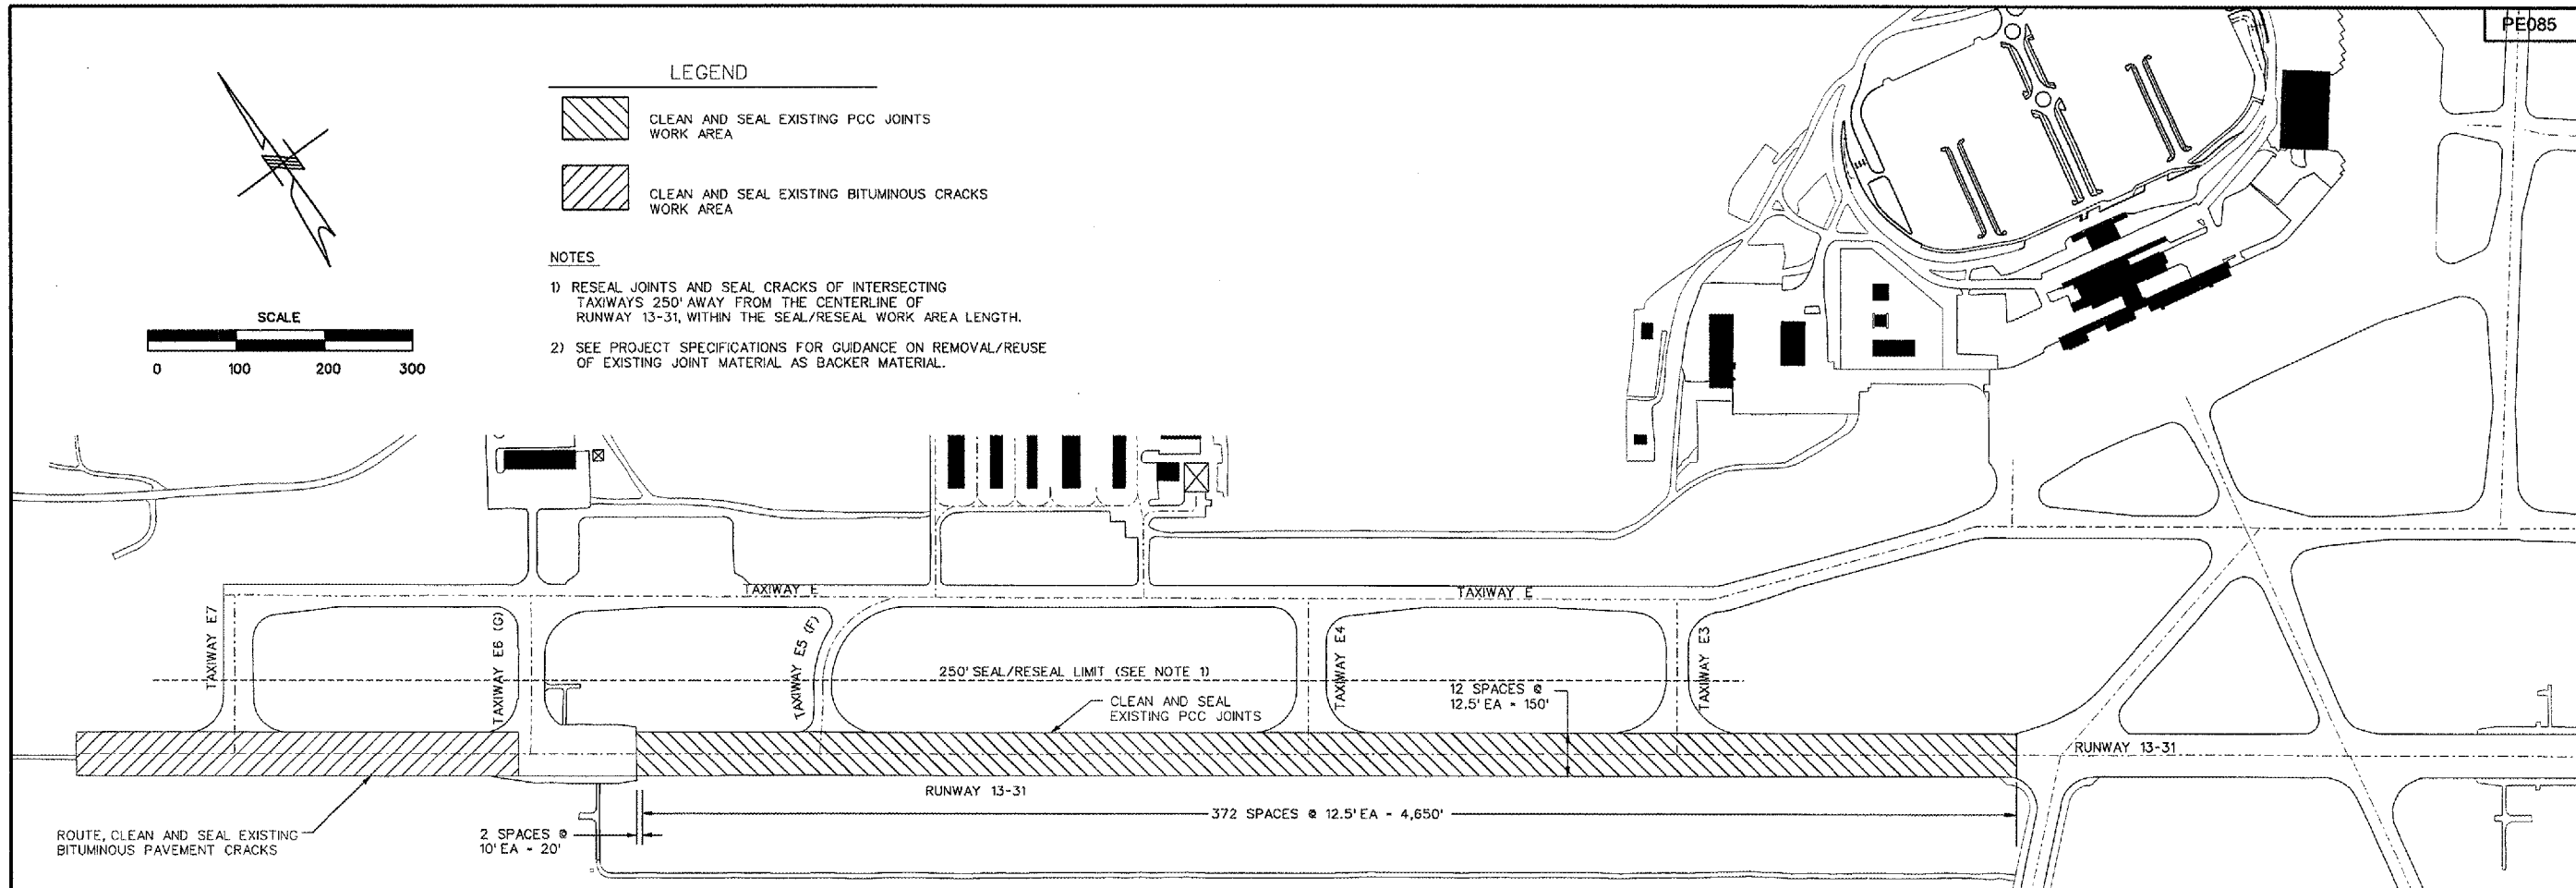 PE085
LEGEND
CLEAN AND SEAL EXISTING PCC JOINTS
WORK AREA
CLEAN AND SEAL EXISTING BITUMINOUS CRACKS
WORK AREA
NOTES
1) RESEAL JOINTS AND SEAL CRACKS OF INTERSECTING
TAXIWAYS 250' AWAY FROM THE CENTERLINE OF
RUNWAY 13-31, WITHIN THE SEAL/RESEAL WORK AREA LENGTH.
2) SEE PROJECT SPECIFICATIONS FOR GUIDANCE ON REMOVAL/REUSE
OF EXISTING JOINT MATERIAL AS BACKER MATERIAL.
SCALE
0 100 200 300
TAXIWAY E
TAXIWAY E
TAXIWAY E7
TAXIWAY E6 (G)
TAXIWAY E5 (F)
TAXIWAY E4
TAXIWAY E3
250' SEAL/RESEAL LIMIT (SEE NOTE 1)
CLEAN AND SEAL
EXISTING PCC JOINTS
12 SPACES @
12.5' EA = 150'
RUNWAY 13-31
RUNWAY 13-31
372 SPACES @ 12.5' EA = 4,650'
2 SPACES @
10' EA = 20'
ROUTE, CLEAN AND SEAL EXISTING
BITUMINOUS PAVEMENT CRACKS